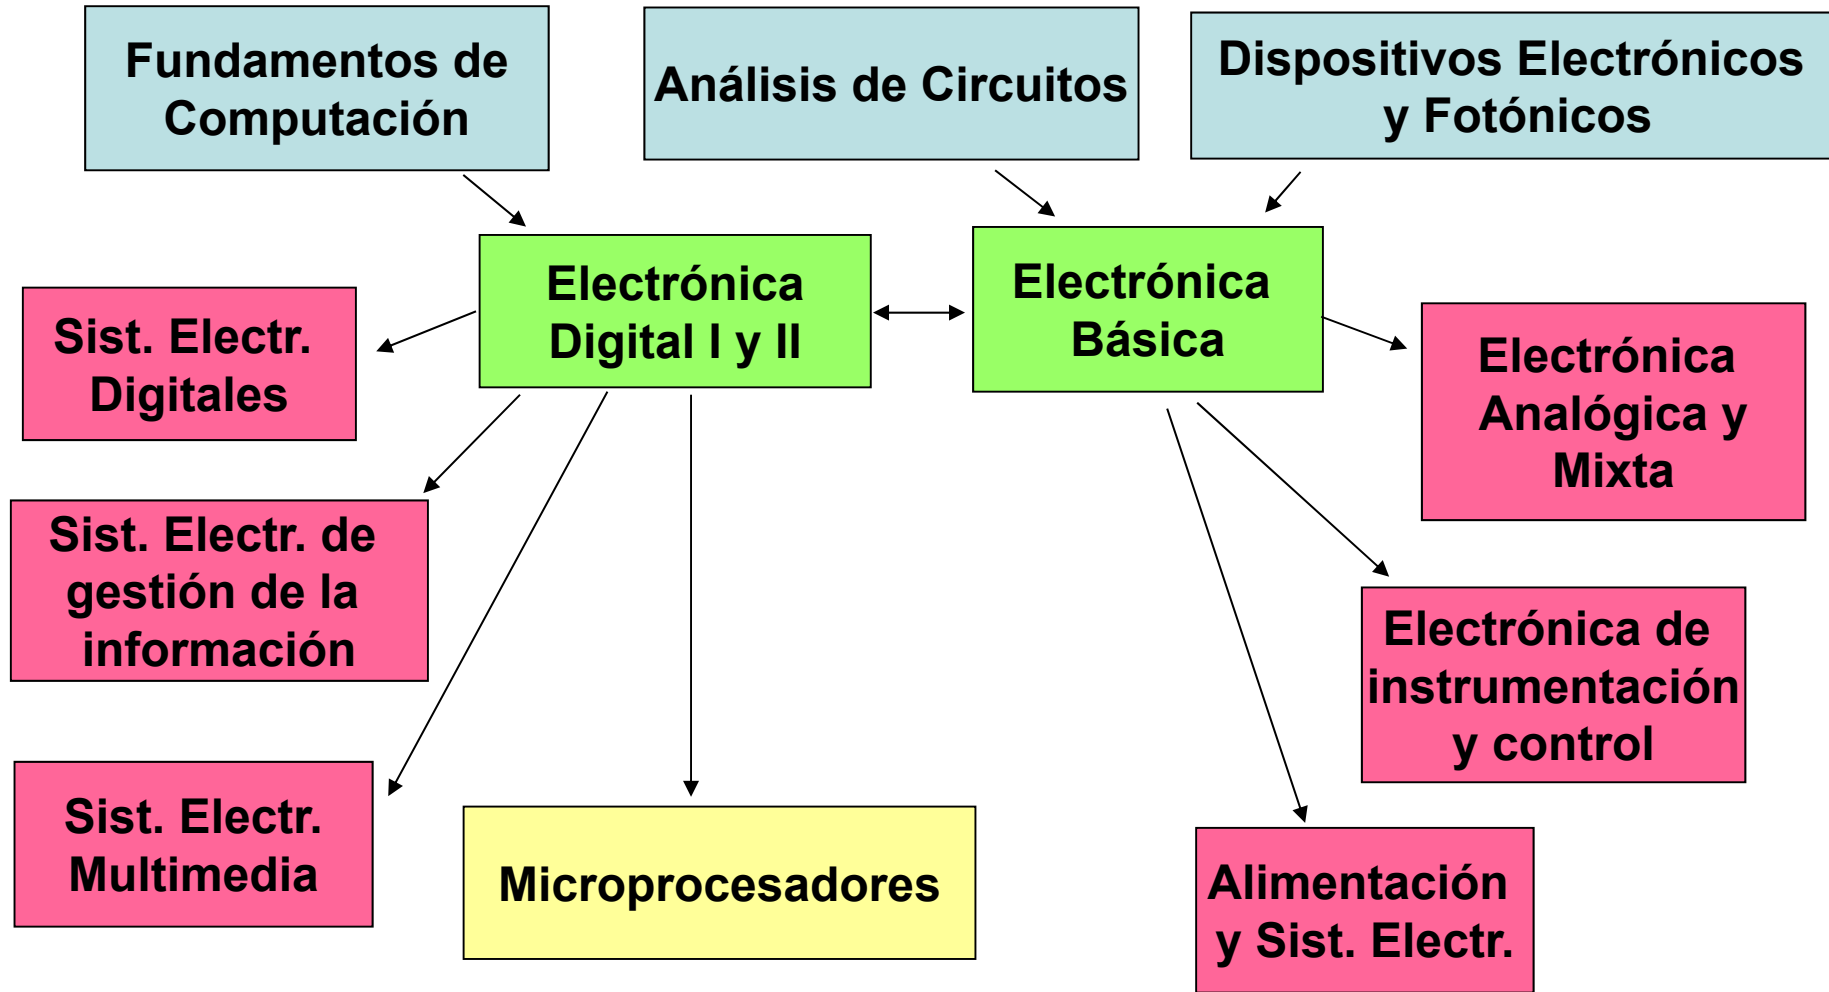 Fundamentos de
Computación
Análisis de Circuitos
Dispositivos Electrónicos
y Fotónicos
Electrónica
Digital I y II
Electrónica
Básica
Sist. Electr.
Digitales
Electrónica
Analógica y
Mixta
Sist. Electr. de
gestión de la
información
Electrónica de
instrumentación
y control
Sist. Electr.
Multimedia
Microprocesadores
Alimentación
y Sist. Electr.